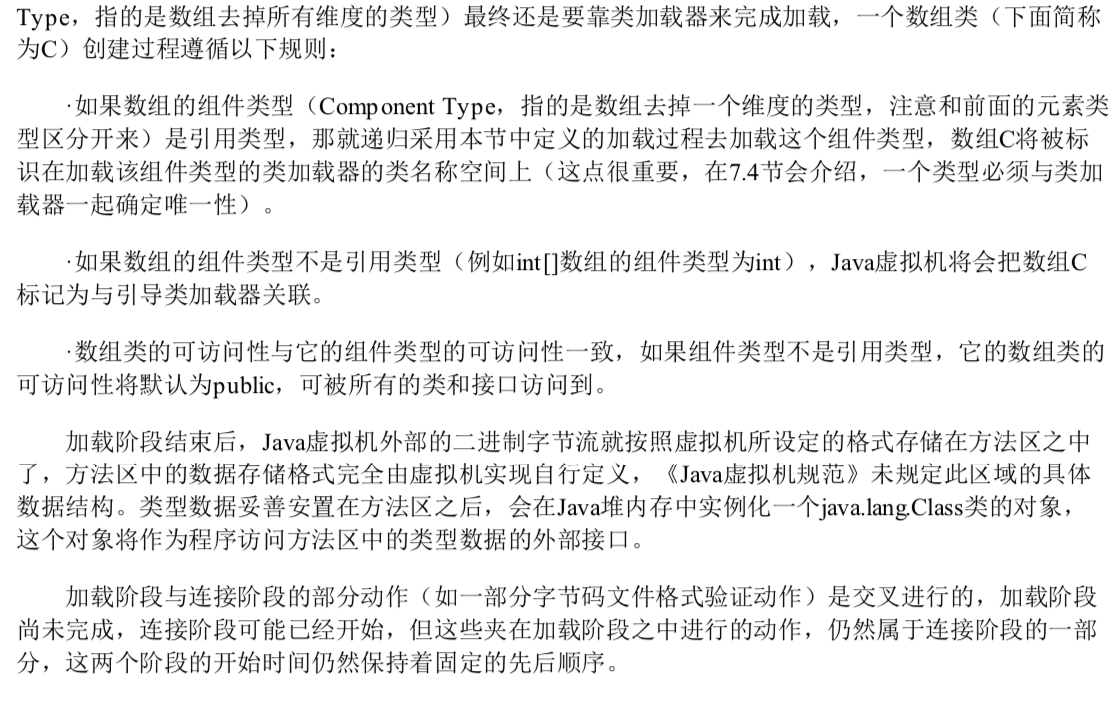 Type，指的是数组去掉所有维度的类型）最终还是要靠类加载器来完成加载，一个数组类（下面简称
为C）创建过程遵循以下规则：
·如果数组的组件类型（Component Type，指的是数组去掉一个维度的类型，注意和前面的元素类
型区分开来）是引用类型，那就递归采用本节中定义的加载过程去加载这个组件类型，数组C将被标
识在加载该组件类型的类加载器的类名称空间上（这点很重要，在7.4节会介绍，一个类型必须与类加
载器一起确定唯一性）。
·如果数组的组件类型不是引用类型（例如int[]数组的组件类型为int），Java虚拟机将会把数组C
标记为与引导类加载器关联。
·数组类的可访问性与它的组件类型的可访问性一致，如果组件类型不是引用类型，它的数组类的
可访问性将默认为public，可被所有的类和接口访问到。
加载阶段结束后，Java虚拟机外部的二进制字节流就按照虚拟机所设定的格式存储在方法区之中
了，方法区中的数据存储格式完全由虚拟机实现自行定义，《Java虚拟机规范》未规定此区域的具体
数据结构。类型数据妥善安置在方法区之后，会在Java堆内存中实例化一个java.lang.Class类的对象，
这个对象将作为程序访问方法区中的类型数据的外部接口。
加载阶段与连接阶段的部分动作（如一部分字节码文件格式验证动作）是交叉进行的，加载阶段
尚未完成，连接阶段可能已经开始，但这些夹在加载阶段之中进行的动作，仍然属于连接阶段的一部
分，这两个阶段的开始时间仍然保持着固定的先后顺序。